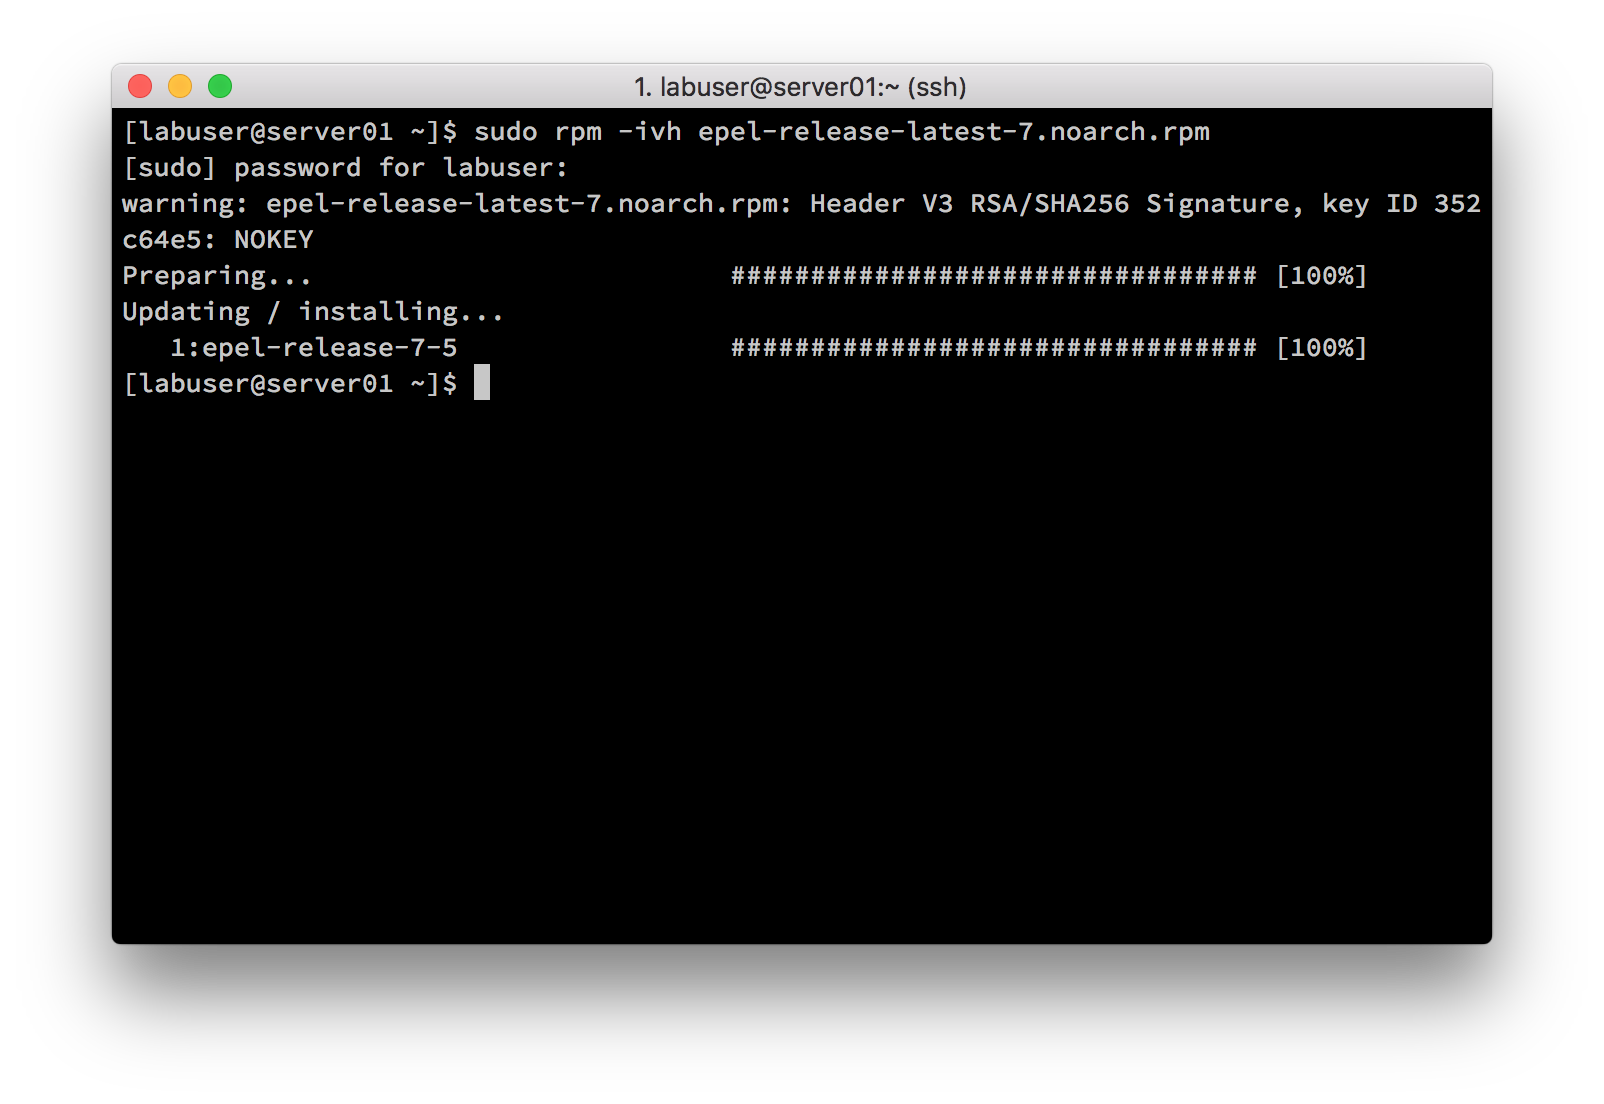 1. labuser@server01:~ (ssh)
[labuser@server01 ~]$ sudo rpm -ivh epel-release-latest-7.noarch.rpm
[sudo] password for labuser:
warning: epel-release-latest-7.noarch.rpm: Header V3 RSA/SHA256 Signature, key ID 352
c64e5: NOKEY
Preparing...                          ################################# [100%]
Updating / installing...
   1:epel-release-7-5                 ################################# [100%]
[labuser@server01 ~]$